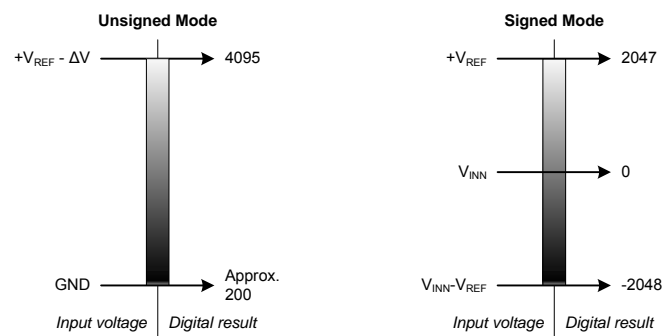 Unsigned Mode
+VREF - ΔV
4095
GND
Approx.
200
Input voltage
Digital result
Signed Mode
+VREF
2047
VINN
0
VINN-VREF
-2048
Input voltage
Digital result